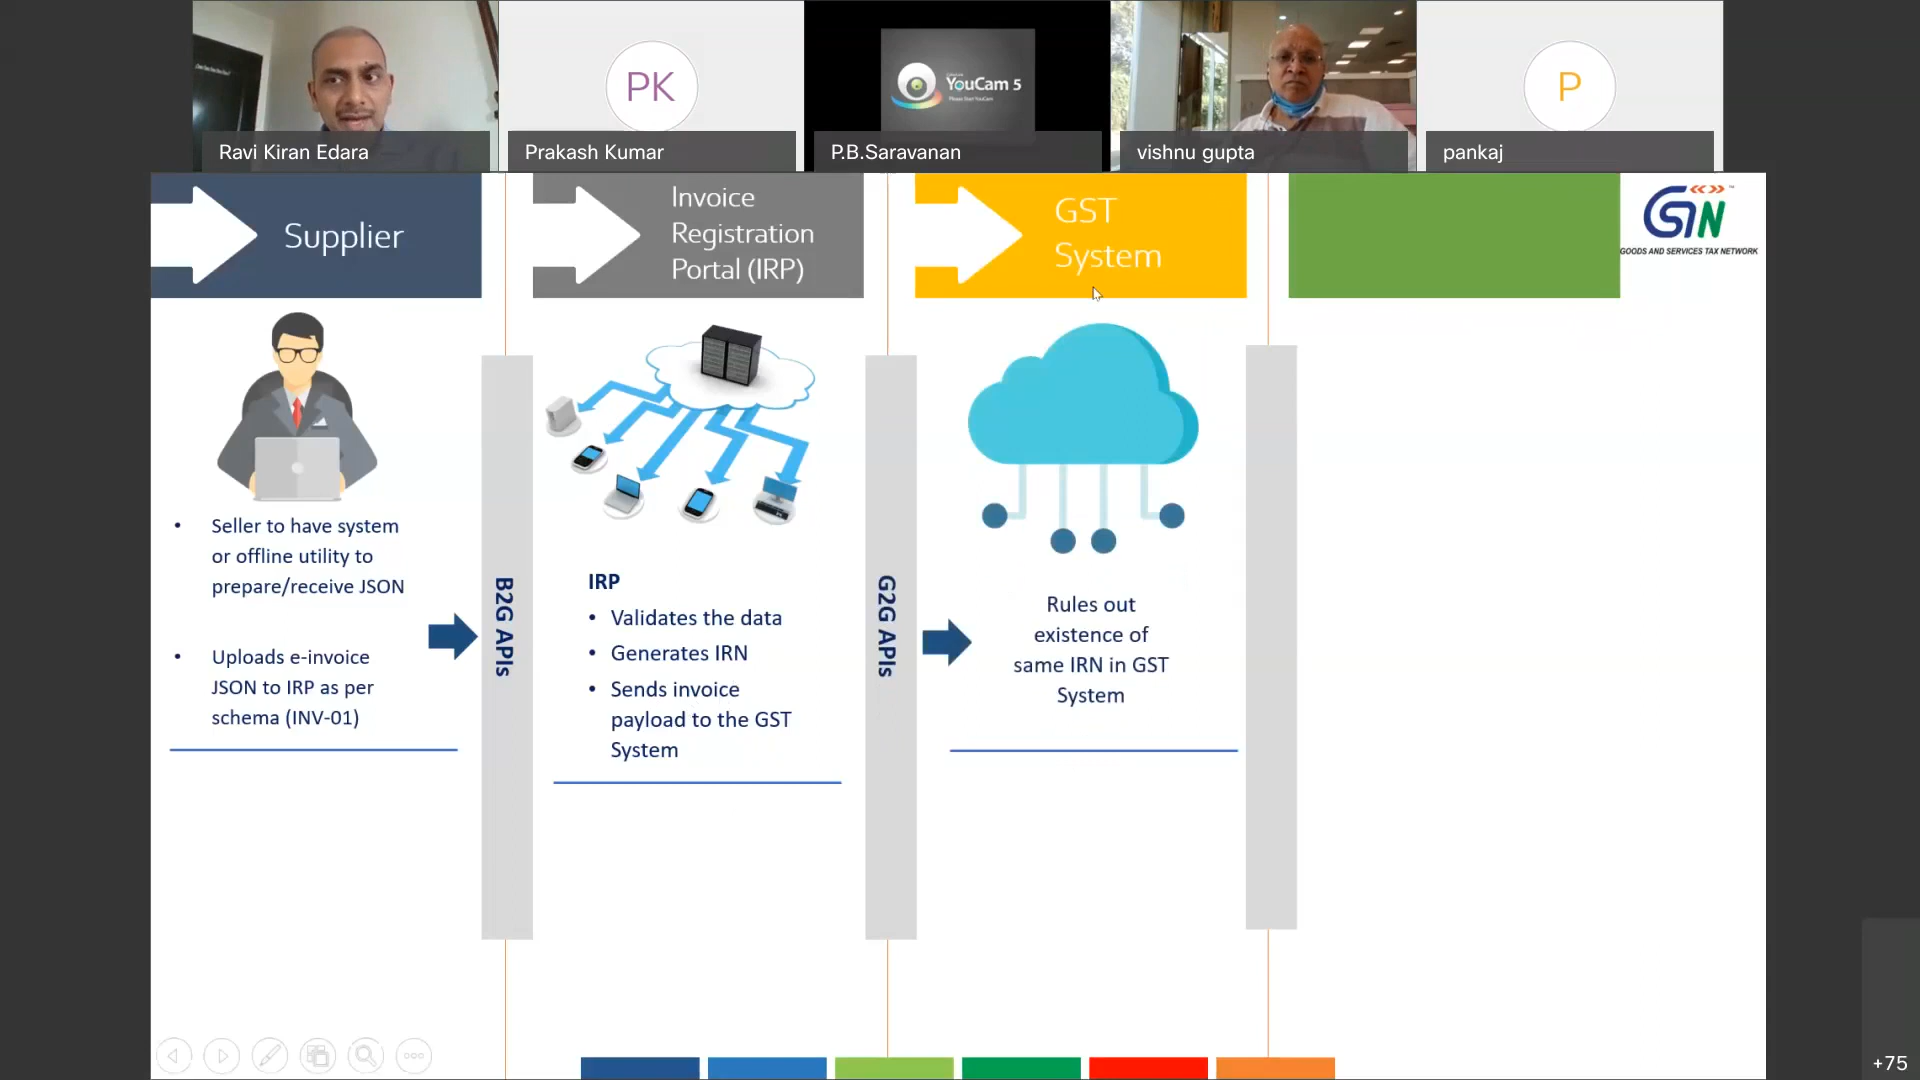 PK
YouCam 5
P
Ravi Kiran Edara
Prakash Kumar
P.B.Saravanan
vishnu gupta
pankaj
Supplier
Invoice
Registration
Portal (IRP)
GST
System
GSTN
GOODS AND SERVICES TAX NETWORK
• Seller to have system
or offline utility to
prepare/receive JSON
• Uploads e-invoice
JSON to IRP as per
schema (INV-01)
B2G APIs
IRP
• Validates the data
• Generates IRN
• Sends invoice
payload to the GST
System
G2G APIs
Rules out
existence of
same IRN in GST
System
+75